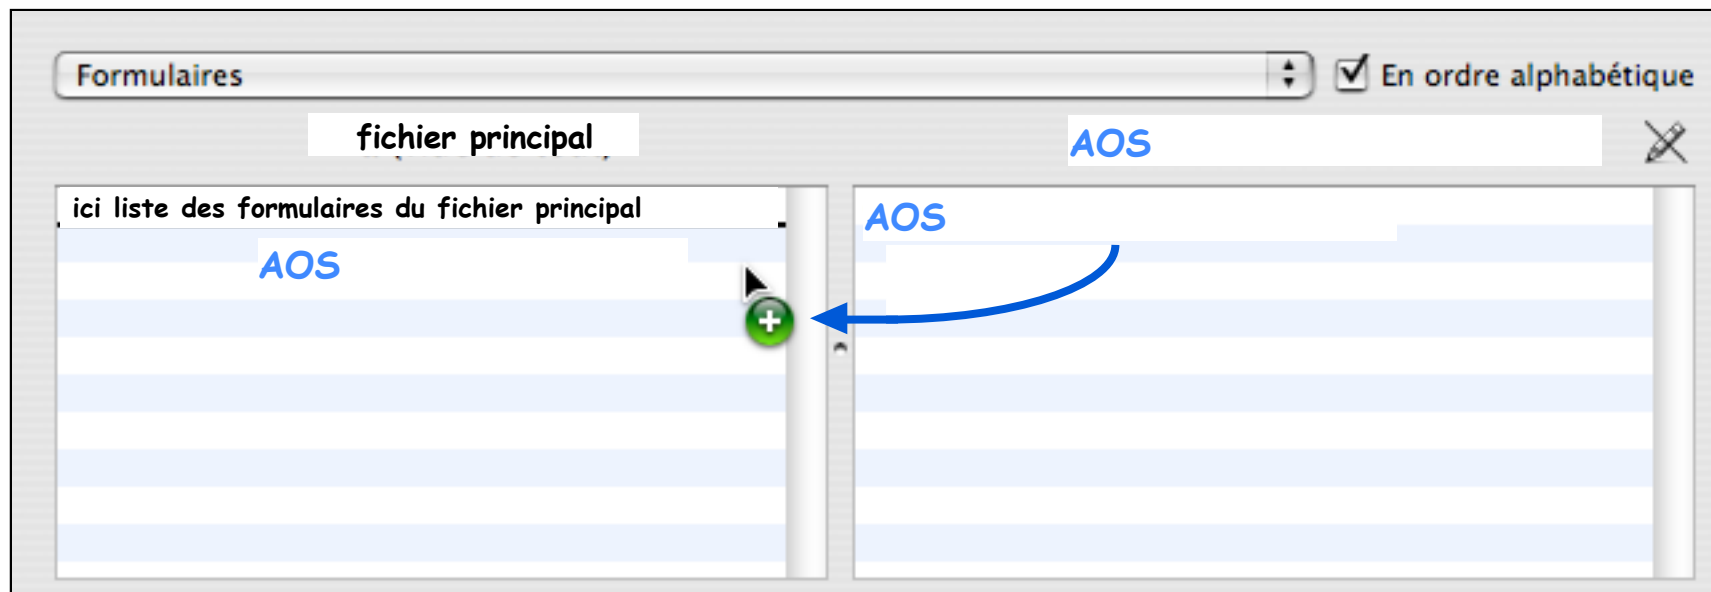 Formulaires
En ordre alphabétique
fichier principal
AOS
ici liste des formulaires du fichier principal
AOS
AOS